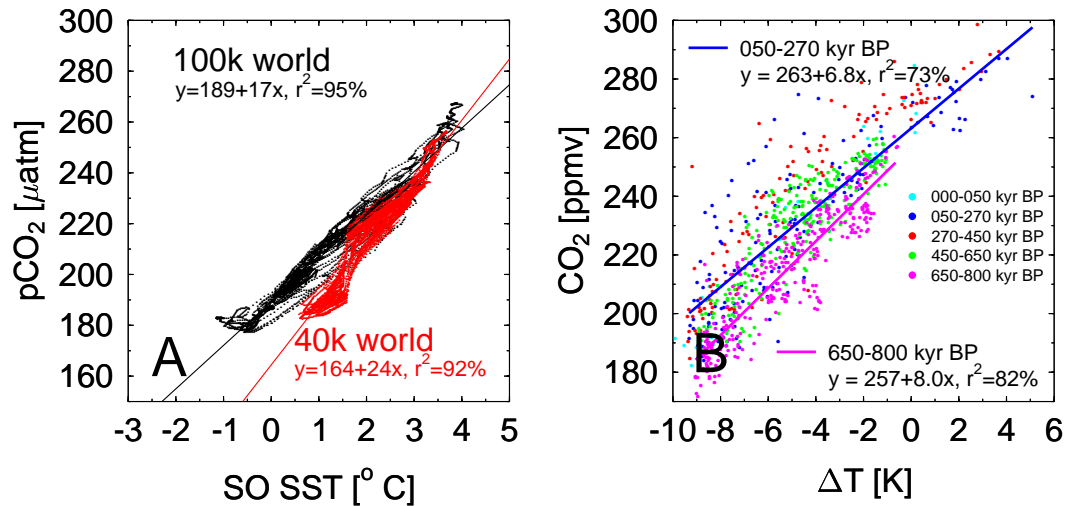 100k world
y=189+17x, r²=95%
300
280
260
240
220
200
180
160
pCO₂ [μatm]
A
40k world
y=164+24x, r²=92%
-3 -2 -1 0 1 2 3 4 5
SO SST [° C]
300
280
260
240
220
200
180
CO₂ [ppmv]
050-270 kyr BP
y = 263+6.8x, r²=73%
000-050 kyr BP
050-270 kyr BP
270-450 kyr BP
450-650 kyr BP
650-800 kyr BP
B
650-800 kyr BP
y = 257+8.0x, r²=82%
-10 -8 -6 -4 -2 0 2 4 6
ΔT [K]